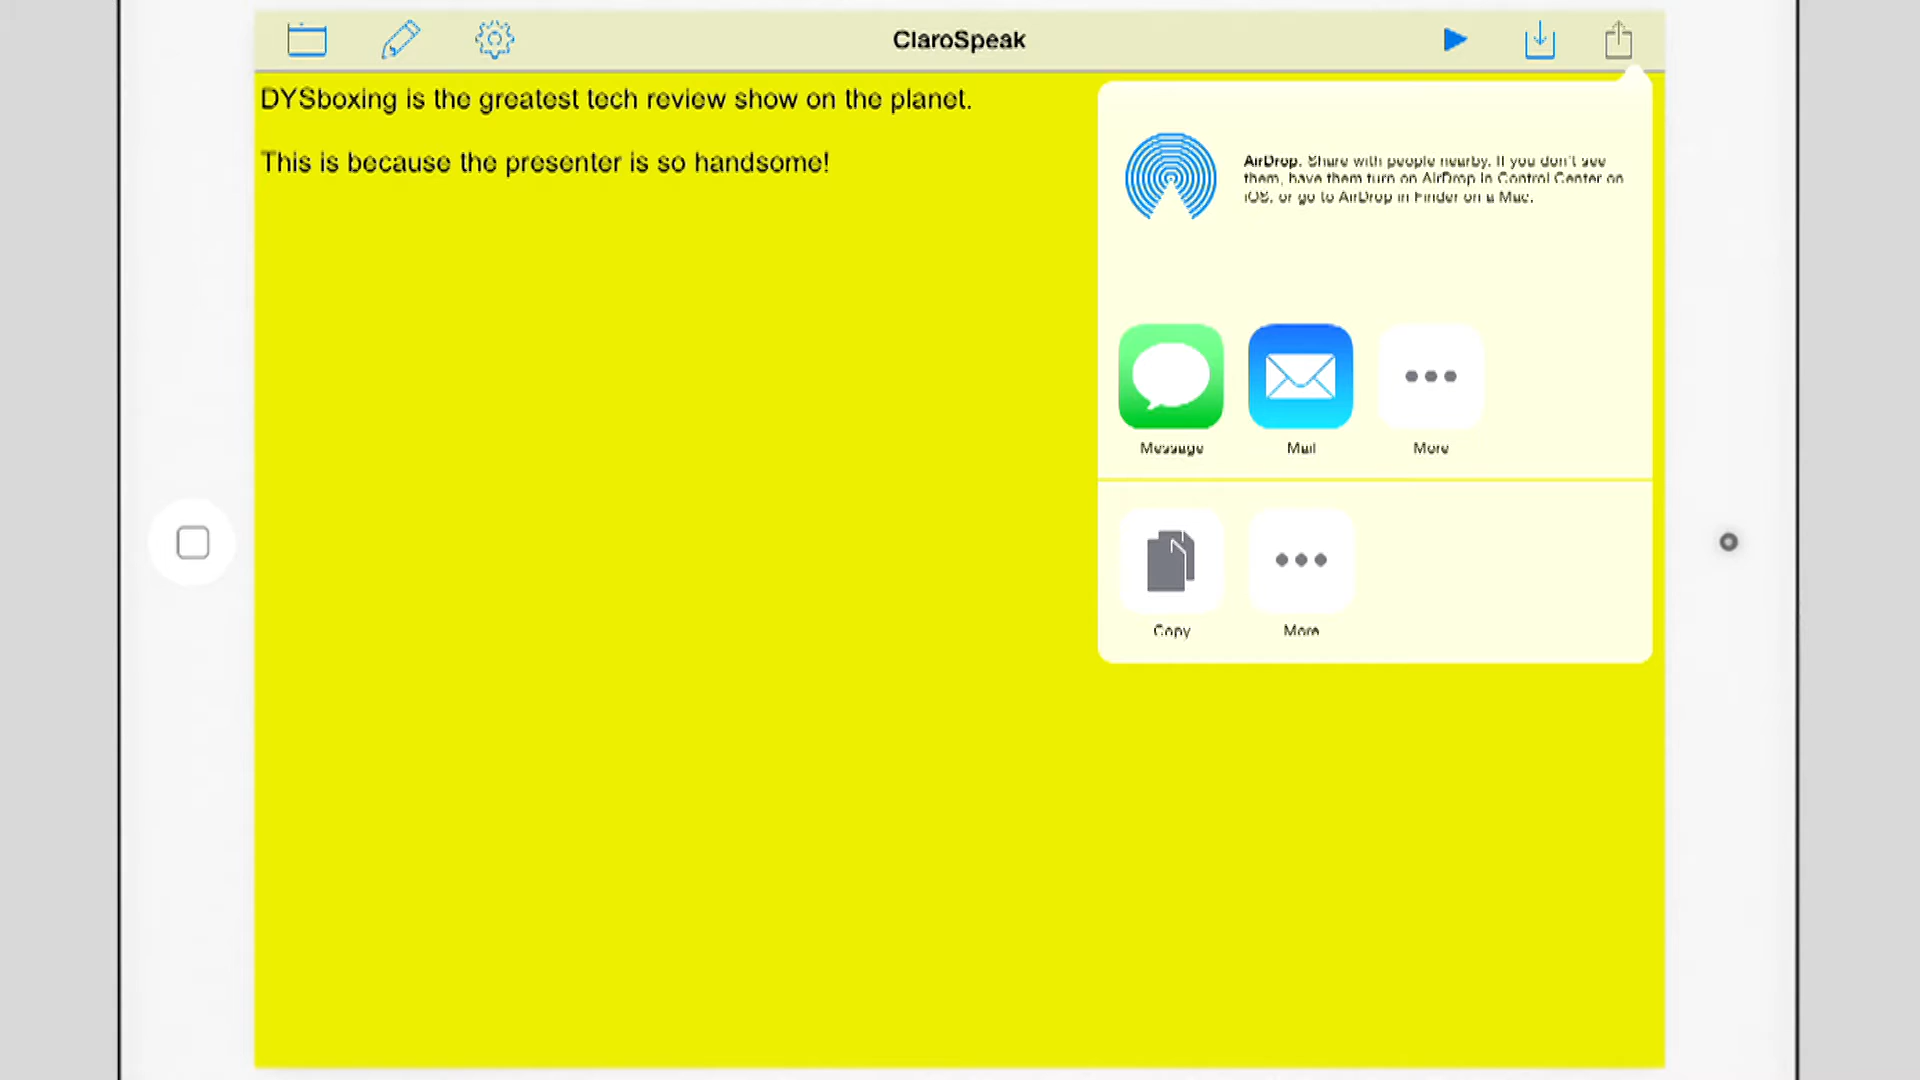 ClaroSpeak
DYSboxing is the greatest tech review show on the planet.
This is because the presenter is so handsome!
AirDrop. Share with people nearby. If you don't see
them, have them turn on AirDrop in Control Center on
iOS, or go to AirDrop in Finder on a Mac.
Message
Mail
More
Copy
More